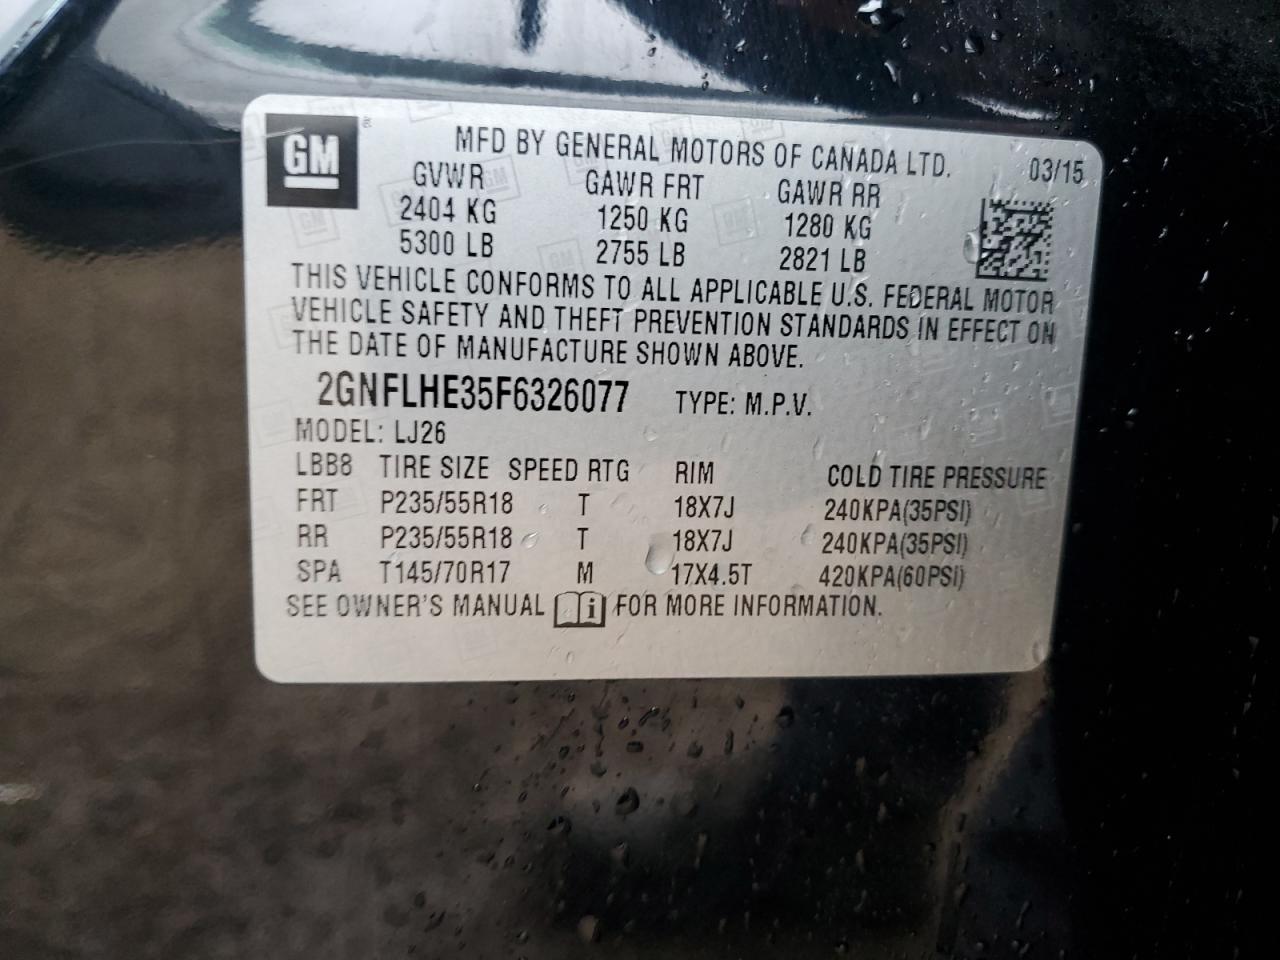 GM
MFD BY GENERAL MOTORS OF CANADA LTD. 03/15
GVWR GAWR FRT GAWR RR
2404 KG 1250 KG 1280 KG
5300 LB 2755 LB 2821 LB
THIS VEHICLE CONFORMS TO ALL APPLICABLE U.S. FEDERAL MOTOR
VEHICLE SAFETY AND THEFT PREVENTION STANDARDS IN EFFECT ON
THE DATE OF MANUFACTURE SHOWN ABOVE.
2GNFLHE35F6326077 TYPE: M.P.V.
MODEL: LJ26
LBB8 TIRE SIZE SPEED RTG RIM COLD TIRE PRESSURE
FRT P235/55R18 T 18X7J 240KPA(35PSI)
RR P235/55R18 T 18X7J 240KPA(35PSI)
SPA T145/70R17 M 17X4.5T 420KPA(60PSI)
SEE OWNER'S MANUAL i FOR MORE INFORMATION.